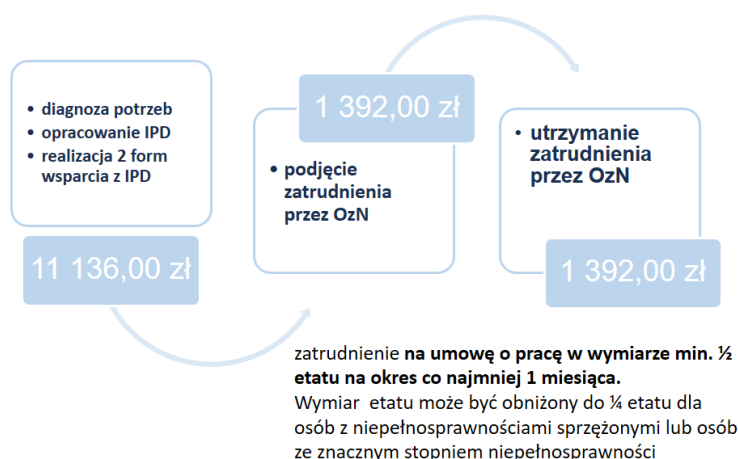 • diagnoza potrzeb
• opracowanie IPD
• realizacja 2 form
wsparcia z IPD
11 136,00 zł
1 392,00 zł
• podjęcie
zatrudnienia
przez OzN
• utrzymanie
zatrudnienia
przez OzN
1 392,00 zł
zatrudnienie na umowę o pracę w wymiarze min. ½
etatu na okres co najmniej 1 miesiąca.
Wymiar etatu może być obniżony do ¼ etatu dla
osób z niepełnosprawnościami sprzężonymi lub osób
ze znacznym stopniem niepełnosprawności